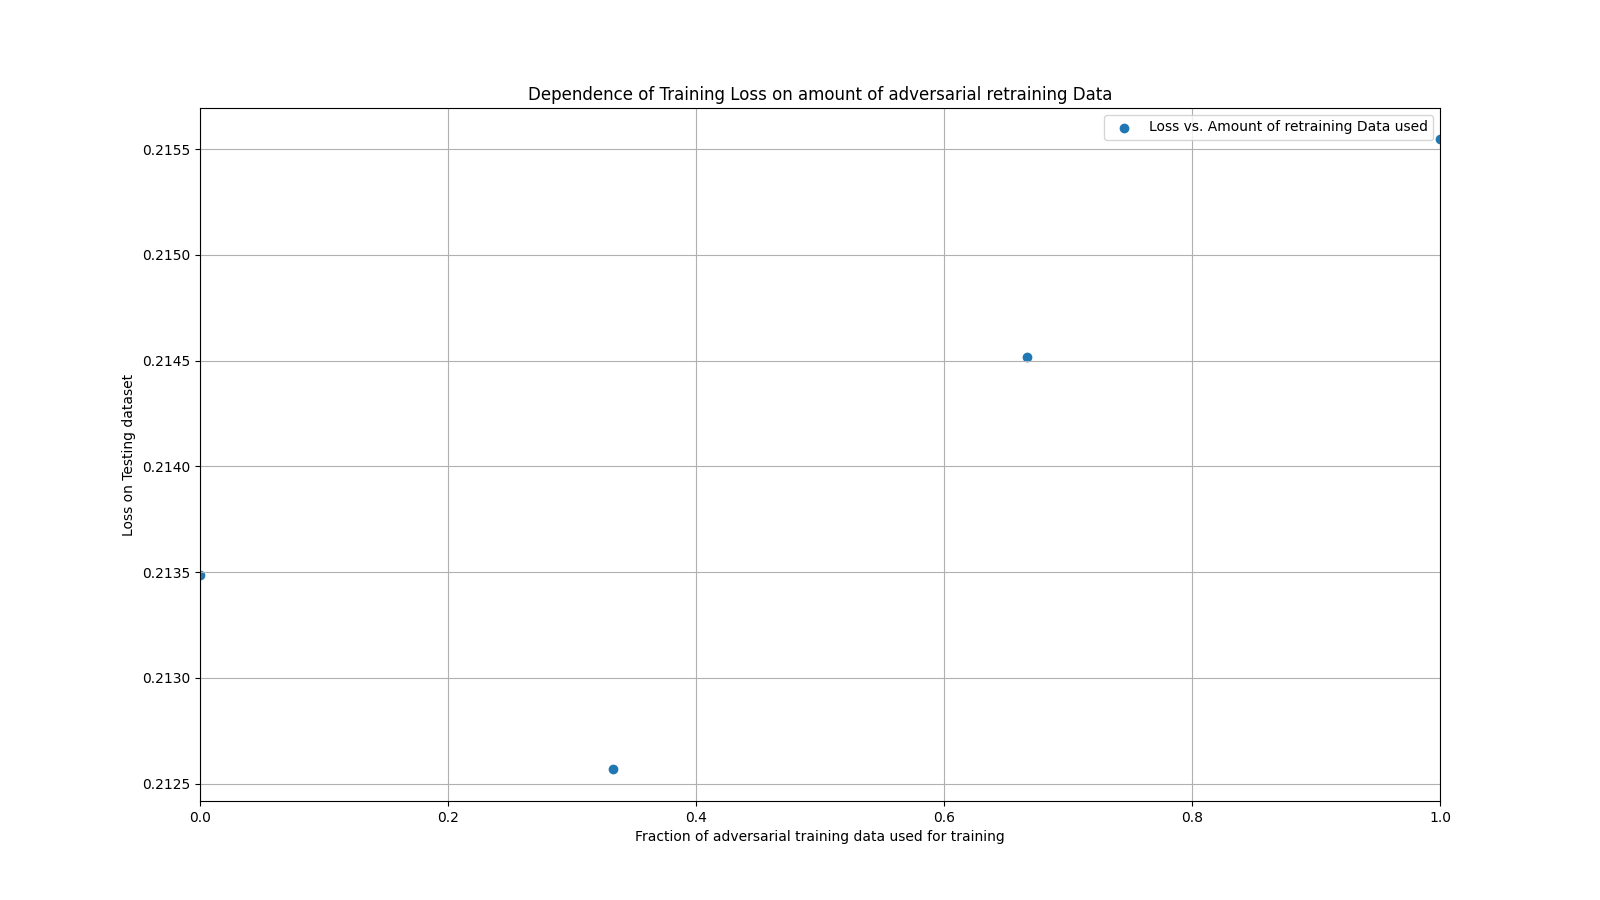 Dependence of Training Loss on amount of adversarial retraining Data
Loss vs. Amount of retraining Data used
0.2155
0.2150
0.2145
0.2140
0.2135
0.2130
0.2125
Loss on Testing dataset
0.0 0.2 0.4 0.6 0.8 1.0
Fraction of adversarial training data used for training